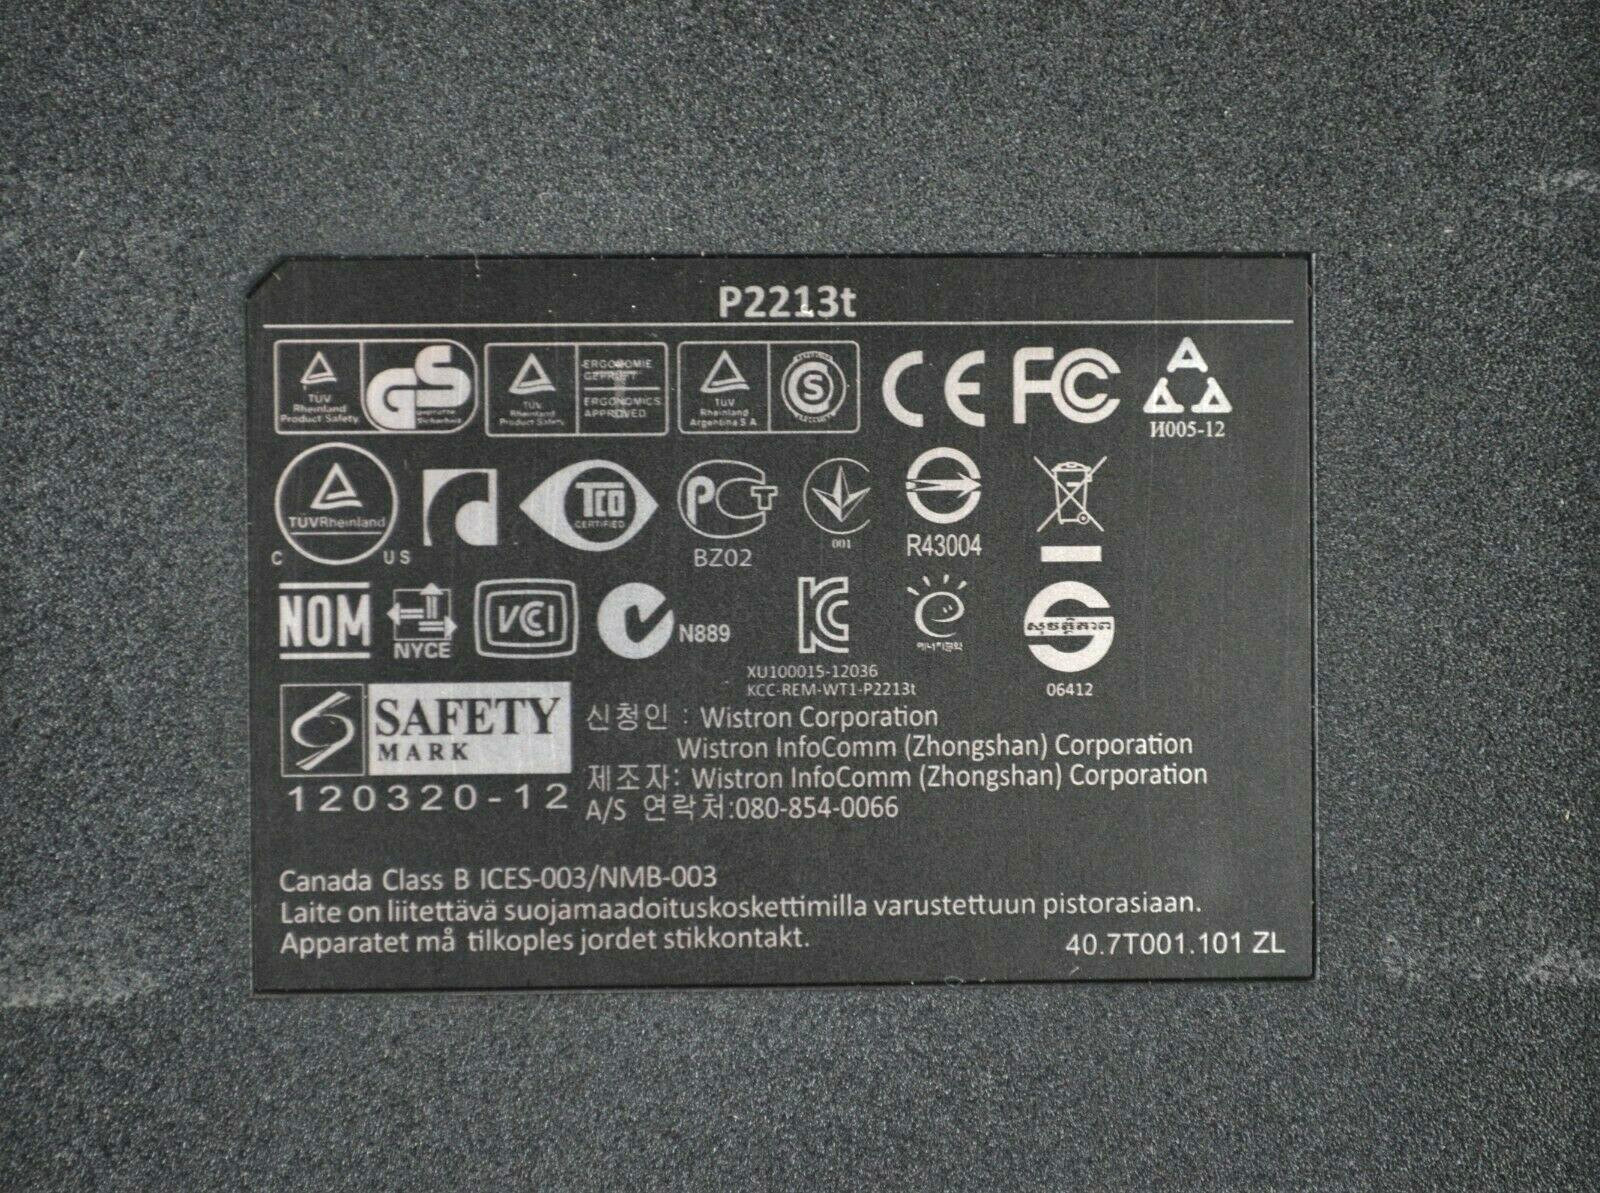 P2213t
TÜV Rheinland Product Safety
GS geprüfte Sicherheit
TÜV Rheinland Product Safety
ERGONOMIE GEPRÜFT
ERGONOMICS APPROVED
TÜV Rheinland Argentina S A
S
CE
FC
A
И005-12
TÜVRheinland
C US
TCO CERTIFIED
PCT
BZ02
001
R43004
NOM
NYCE
VCI
N889
KC
XU100015-12036
KCC-REM-WT1-P2213t
06412
SAFETY
MARK
120320-12
신청인 : Wistron Corporation
Wistron InfoComm (Zhongshan) Corporation
제조자: Wistron InfoComm (Zhongshan) Corporation
A/S 연락처:080-854-0066
Canada Class B ICES-003/NMB-003
Laite on liitettävä suojamaadoituskoskettimilla varustettuun pistorasiaan.
Apparatet må tilkoples jordet stikkontakt.
40.7T001.101 ZL